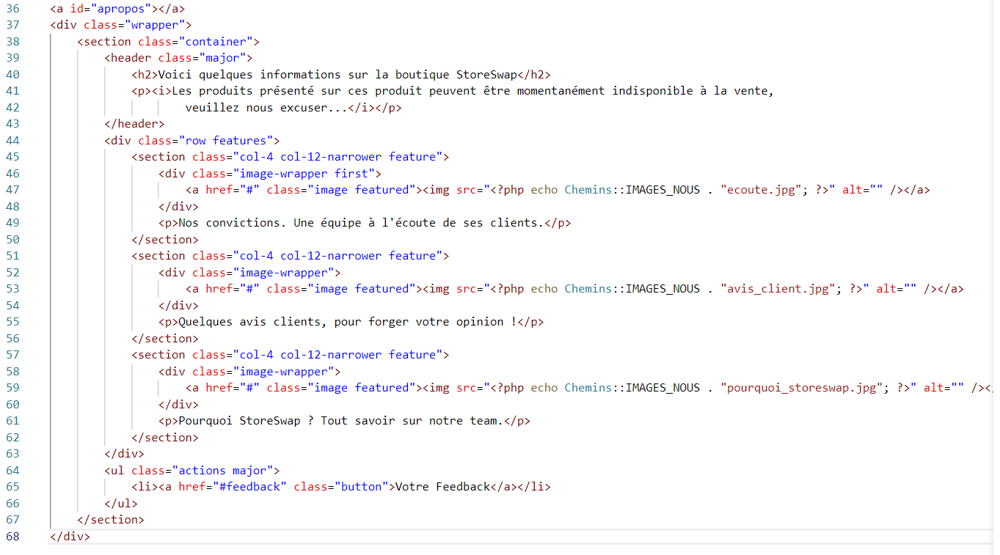 36 <a id="apropos"></a>
37 <div class="wrapper">
38 <section class="container">
39 <header class="major">
40 <h2>Voici quelques informations sur la boutique StoreSwap</h2>
41 <p><i>Les produits présenté sur ces produit peuvent être momentanément indisponible à la vente,
42 veuillez nous excuser...</i></p>
43 </header>
44 <div class="row features">
45 <section class="col-4 col-12-narrower feature">
46 <div class="image-wrapper first">
47 <a href="#" class="image featured"><img src="<?php echo Chemins::IMAGES_NOUS . "ecoute.jpg"; ?>" alt="" /></a>
48 </div>
49 <p>Nos convictions. Une équipe à l'écoute de ses clients.</p>
50 </section>
51 <section class="col-4 col-12-narrower feature">
52 <div class="image-wrapper">
53 <a href="#" class="image featured"><img src="<?php echo Chemins::IMAGES_NOUS . "avis_client.jpg"; ?>" alt="" /></a>
54 </div>
55 <p>Quelques avis clients, pour forger votre opinion !</p>
56 </section>
57 <section class="col-4 col-12-narrower feature">
58 <div class="image-wrapper">
59 <a href="#" class="image featured"><img src="<?php echo Chemins::IMAGES_NOUS . "pourquoi_storeswap.jpg"; ?>" alt="" /><
60 </div>
61 <p>Pourquoi StoreSwap ? Tout savoir sur notre team.</p>
62 </section>
63 </div>
64 <ul class="actions major">
65 <li><a href="#feedback" class="button">Votre Feedback</a></li>
66 </ul>
67 </section>
68 </div>